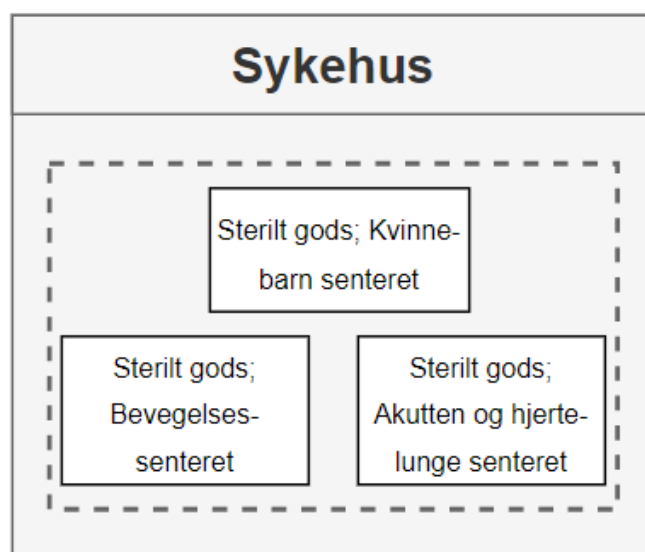 Sykehus
Sterilt gods; Kvinne-
barn senteret
Sterilt gods;
Bevegelses-
senteret
Sterilt gods;
Akutten og hjerte-
lunge senteret